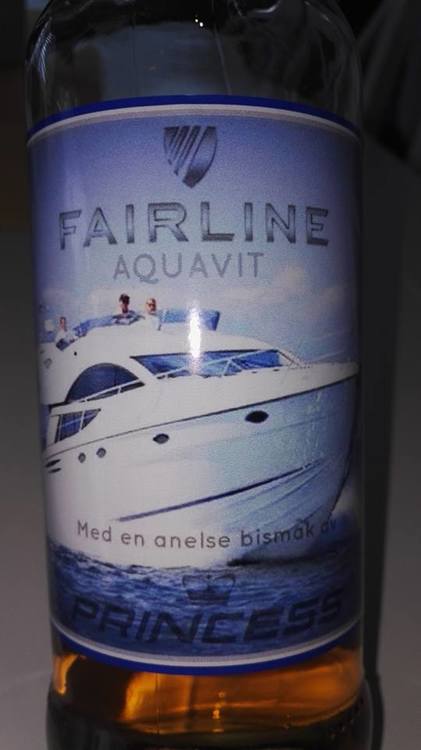 FAIRLINE
AQUAVIT
Med en anelse bismak av
PRINCESS